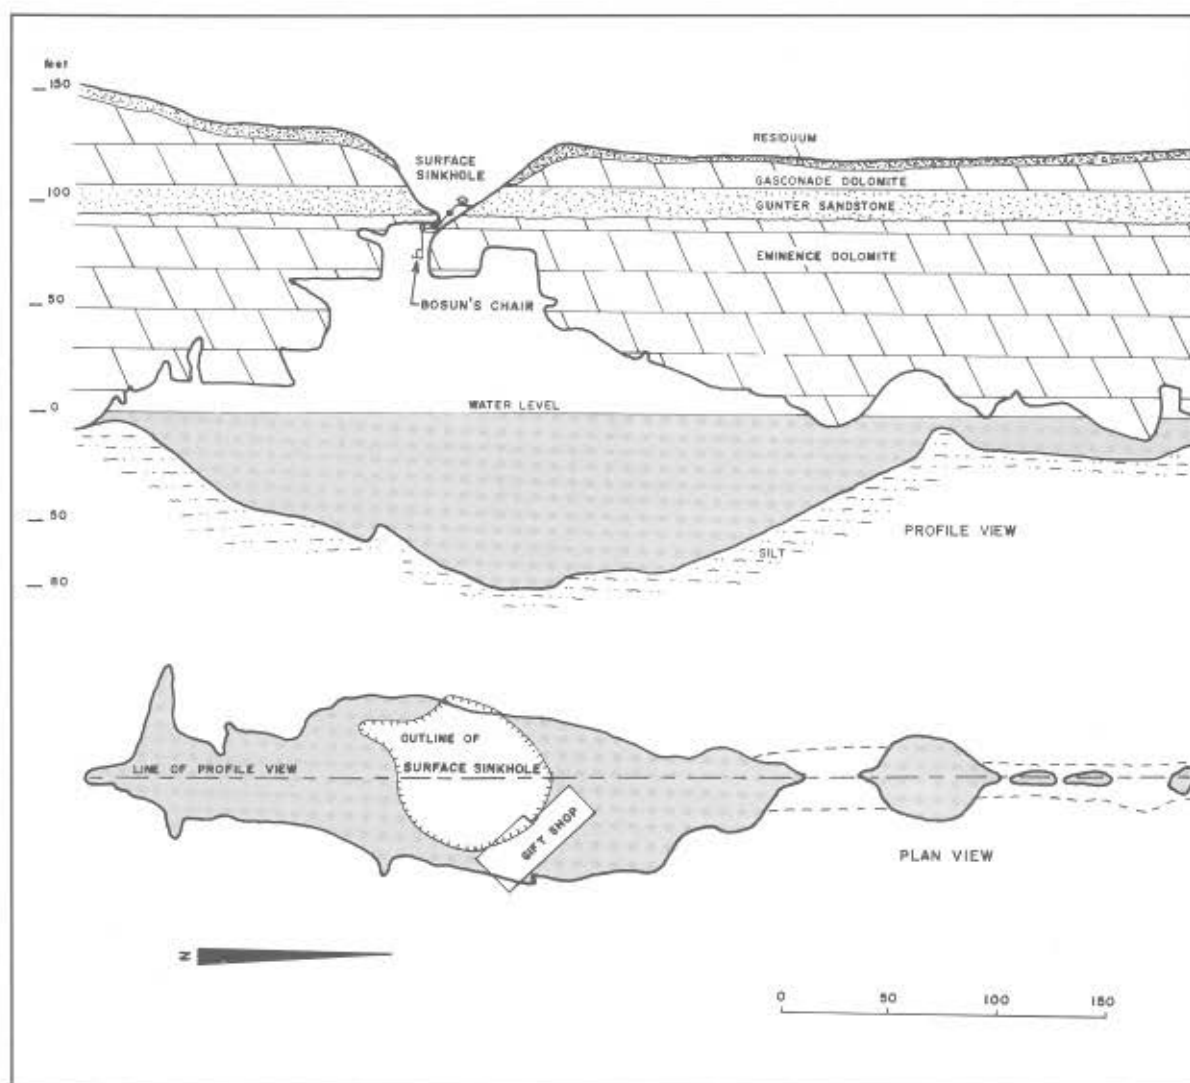 feet
150
RESIDUUM
SURFACE
SINKHOLE
GASCONADE DOLOMITE
100
GUNTER SANDSTONE
EMINENCE DOLOMITE
50
BOSUN'S CHAIR
WATER LEVEL
0
50
PROFILE VIEW
SILT
80
OUTLINE OF
SURFACE SINKHOLE
LINE OF PROFILE VIEW
GIFT SHOP
PLAN VIEW
N
0 50 100 150